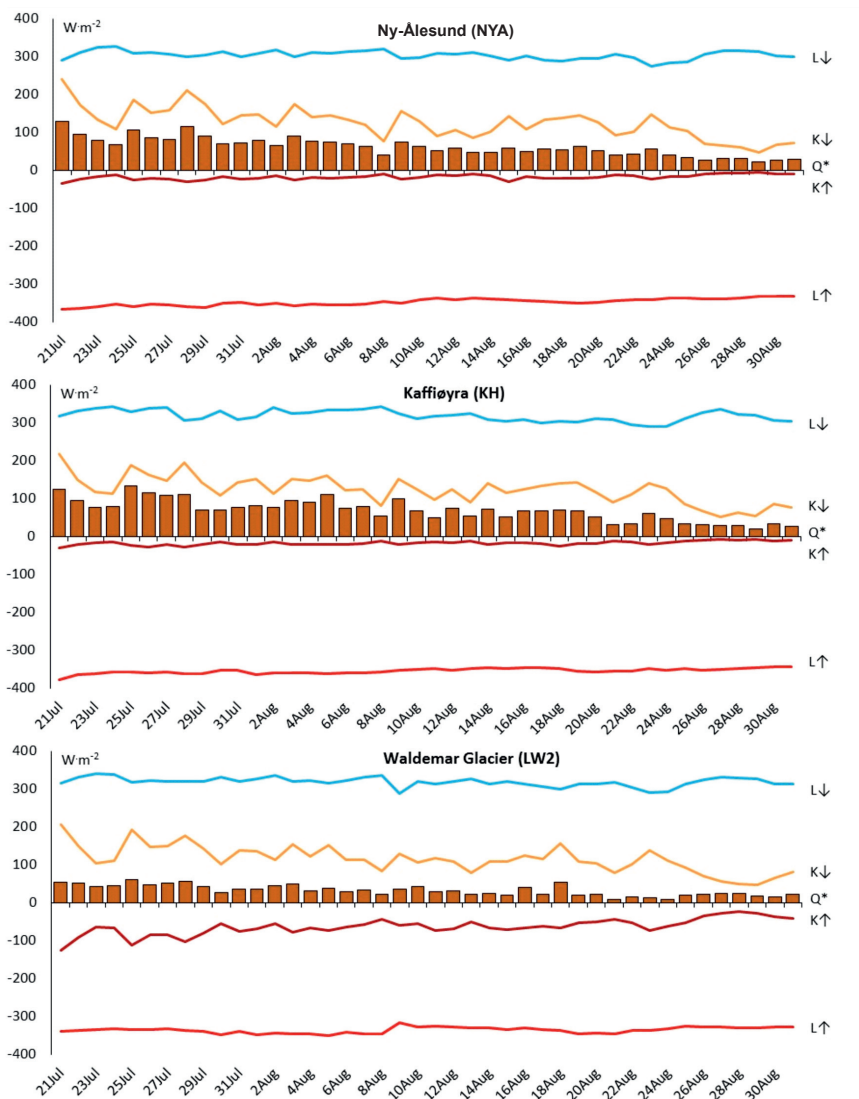 Ny-Ålesund (NYA)
W·m-2
400
300
200
100
0
-100
-200
-300
-400
L↓
K↓
Q*
K↑
L↑
21Jul 23Jul 25Jul 27Jul 29Jul 31Jul 2Aug 4Aug 6Aug 8Aug 10Aug 12Aug 14Aug 16Aug 18Aug 20Aug 22Aug 24Aug 26Aug 28Aug 30Aug
Kaffiøyra (KH)
W·m-2
400
300
200
100
0
-100
-200
-300
-400
L↓
K↓
Q*
K↑
L↑
21Jul 23Jul 25Jul 27Jul 29Jul 31Jul 2Aug 4Aug 6Aug 8Aug 10Aug 12Aug 14Aug 16Aug 18Aug 20Aug 22Aug 24Aug 26Aug 28Aug 30Aug
Waldemar Glacier (LW2)
W·m-2
400
300
200
100
0
-100
-200
-300
-400
L↓
K↓
Q*
K↑
L↑
21Jul 23Jul 25Jul 27Jul 29Jul 31Jul 2Aug 4Aug 6Aug 8Aug 10Aug 12Aug 14Aug 16Aug 18Aug 20Aug 22Aug 24Aug 26Aug 28Aug 30Aug